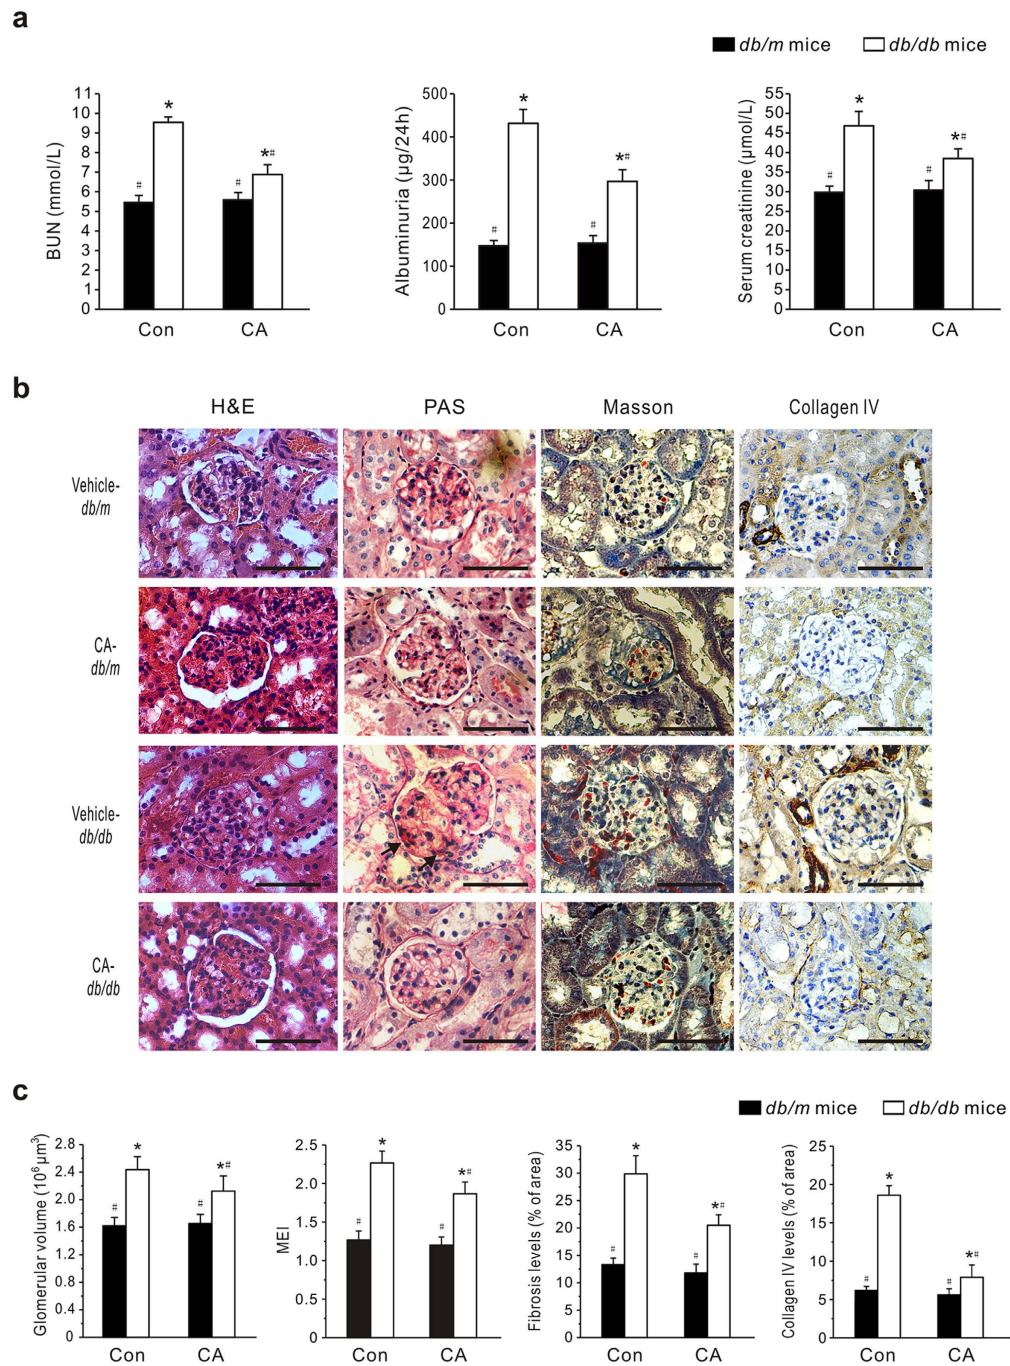 a
db/m mice db/db mice
BUN (mmol/L)
11
10
9
8
7
6
5
4
3
2
1
0
* # # *#
Con CA
Albuminuria (µg/24h)
500
400
300
200
100
0
* # # *#
Con CA
Serum creatinine (µmol/L)
55
50
45
40
35
30
25
20
15
10
5
0
* # # *#
Con CA
b
H&E PAS Masson Collagen IV
Vehicle-
db/m
CA-
db/m
Vehicle-
db/db
CA-
db/db
c
db/m mice db/db mice
Glomerular volume (10⁶ µm³)
2.8
2.4
2.0
1.6
1.2
0.8
0.4
0
* # # *#
Con CA
MEI
2.5
2.0
1.5
1.0
0.5
0
* # # *#
Con CA
Fibrosis levels (% of area)
35
30
25
20
15
10
5
0
* # # *#
Con CA
Collagen IV levels (% of area)
25
20
15
10
5
0
* # # *#
Con CA